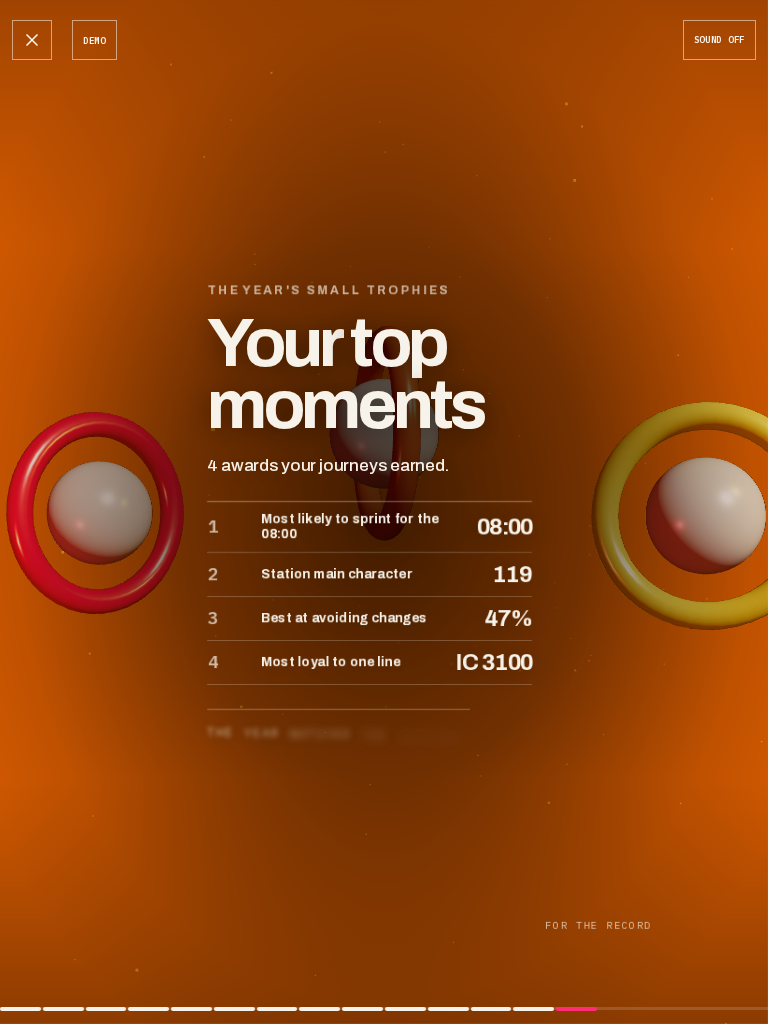 DEMO
SOUND OFF
THE YEAR'S SMALL TROPHIES
Your top
moments
4 awards your journeys earned.
1 Most likely to sprint for the 08:00
08:00
2 Station main character 119
3 Best at avoiding changes 47%
4 Most loyal to one line IC 3100
THE YEAR
FOR THE RECORD